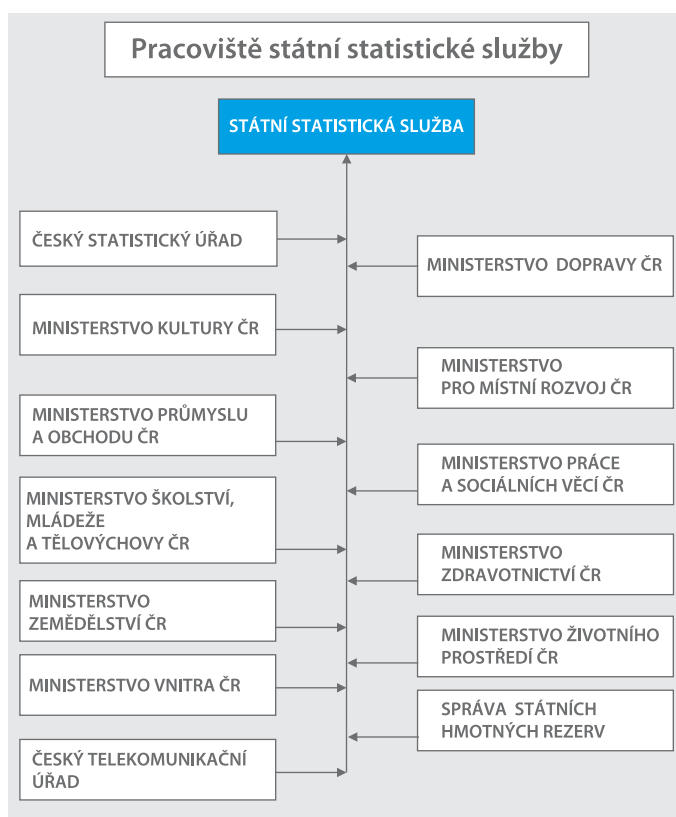 Pracoviště státní statistické služby
STÁTNÍ STATISTICKÁ SLUŽBA
ČESKÝ STATISTICKÝ ÚŘAD
MINISTERSTVO DOPRAVY ČR
MINISTERSTVO KULTURY ČR
MINISTERSTVO
PRO MÍSTNÍ ROZVOJ ČR
MINISTERSTVO PRŮMYSLU
A OBCHODU ČR
MINISTERSTVO PRÁCE
A SOCIÁLNÍCH VĚCÍ ČR
MINISTERSTVO ŠKOLSTVÍ,
MLÁDEŽE
A TĚLOVÝCHOVY ČR
MINISTERSTVO
ZDRAVOTNICTVÍ ČR
MINISTERSTVO
ZEMĚDĚLSTVÍ ČR
MINISTERSTVO ŽIVOTNÍHO
PROSTŘEDÍ ČR
MINISTERSTVO VNITRA ČR
SPRÁVA STÁTNÍCH
HMOTNÝCH REZERV
ČESKÝ TELEKOMUNIKAČNÍ
ÚŘAD